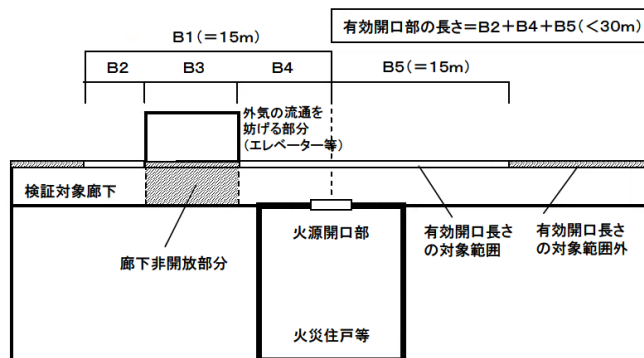 B1(=15m)
有効開口部の長さ=B2+B4+B5(<30m)
B2
B3
B4
B5(=15m)
外気の流通を
妨げる部分
(エレベーター等)
検証対象廊下
火源開口部
有効開口長さ
の対象範囲
有効開口長さ
の対象範囲外
廊下非開放部分
火災住戸等